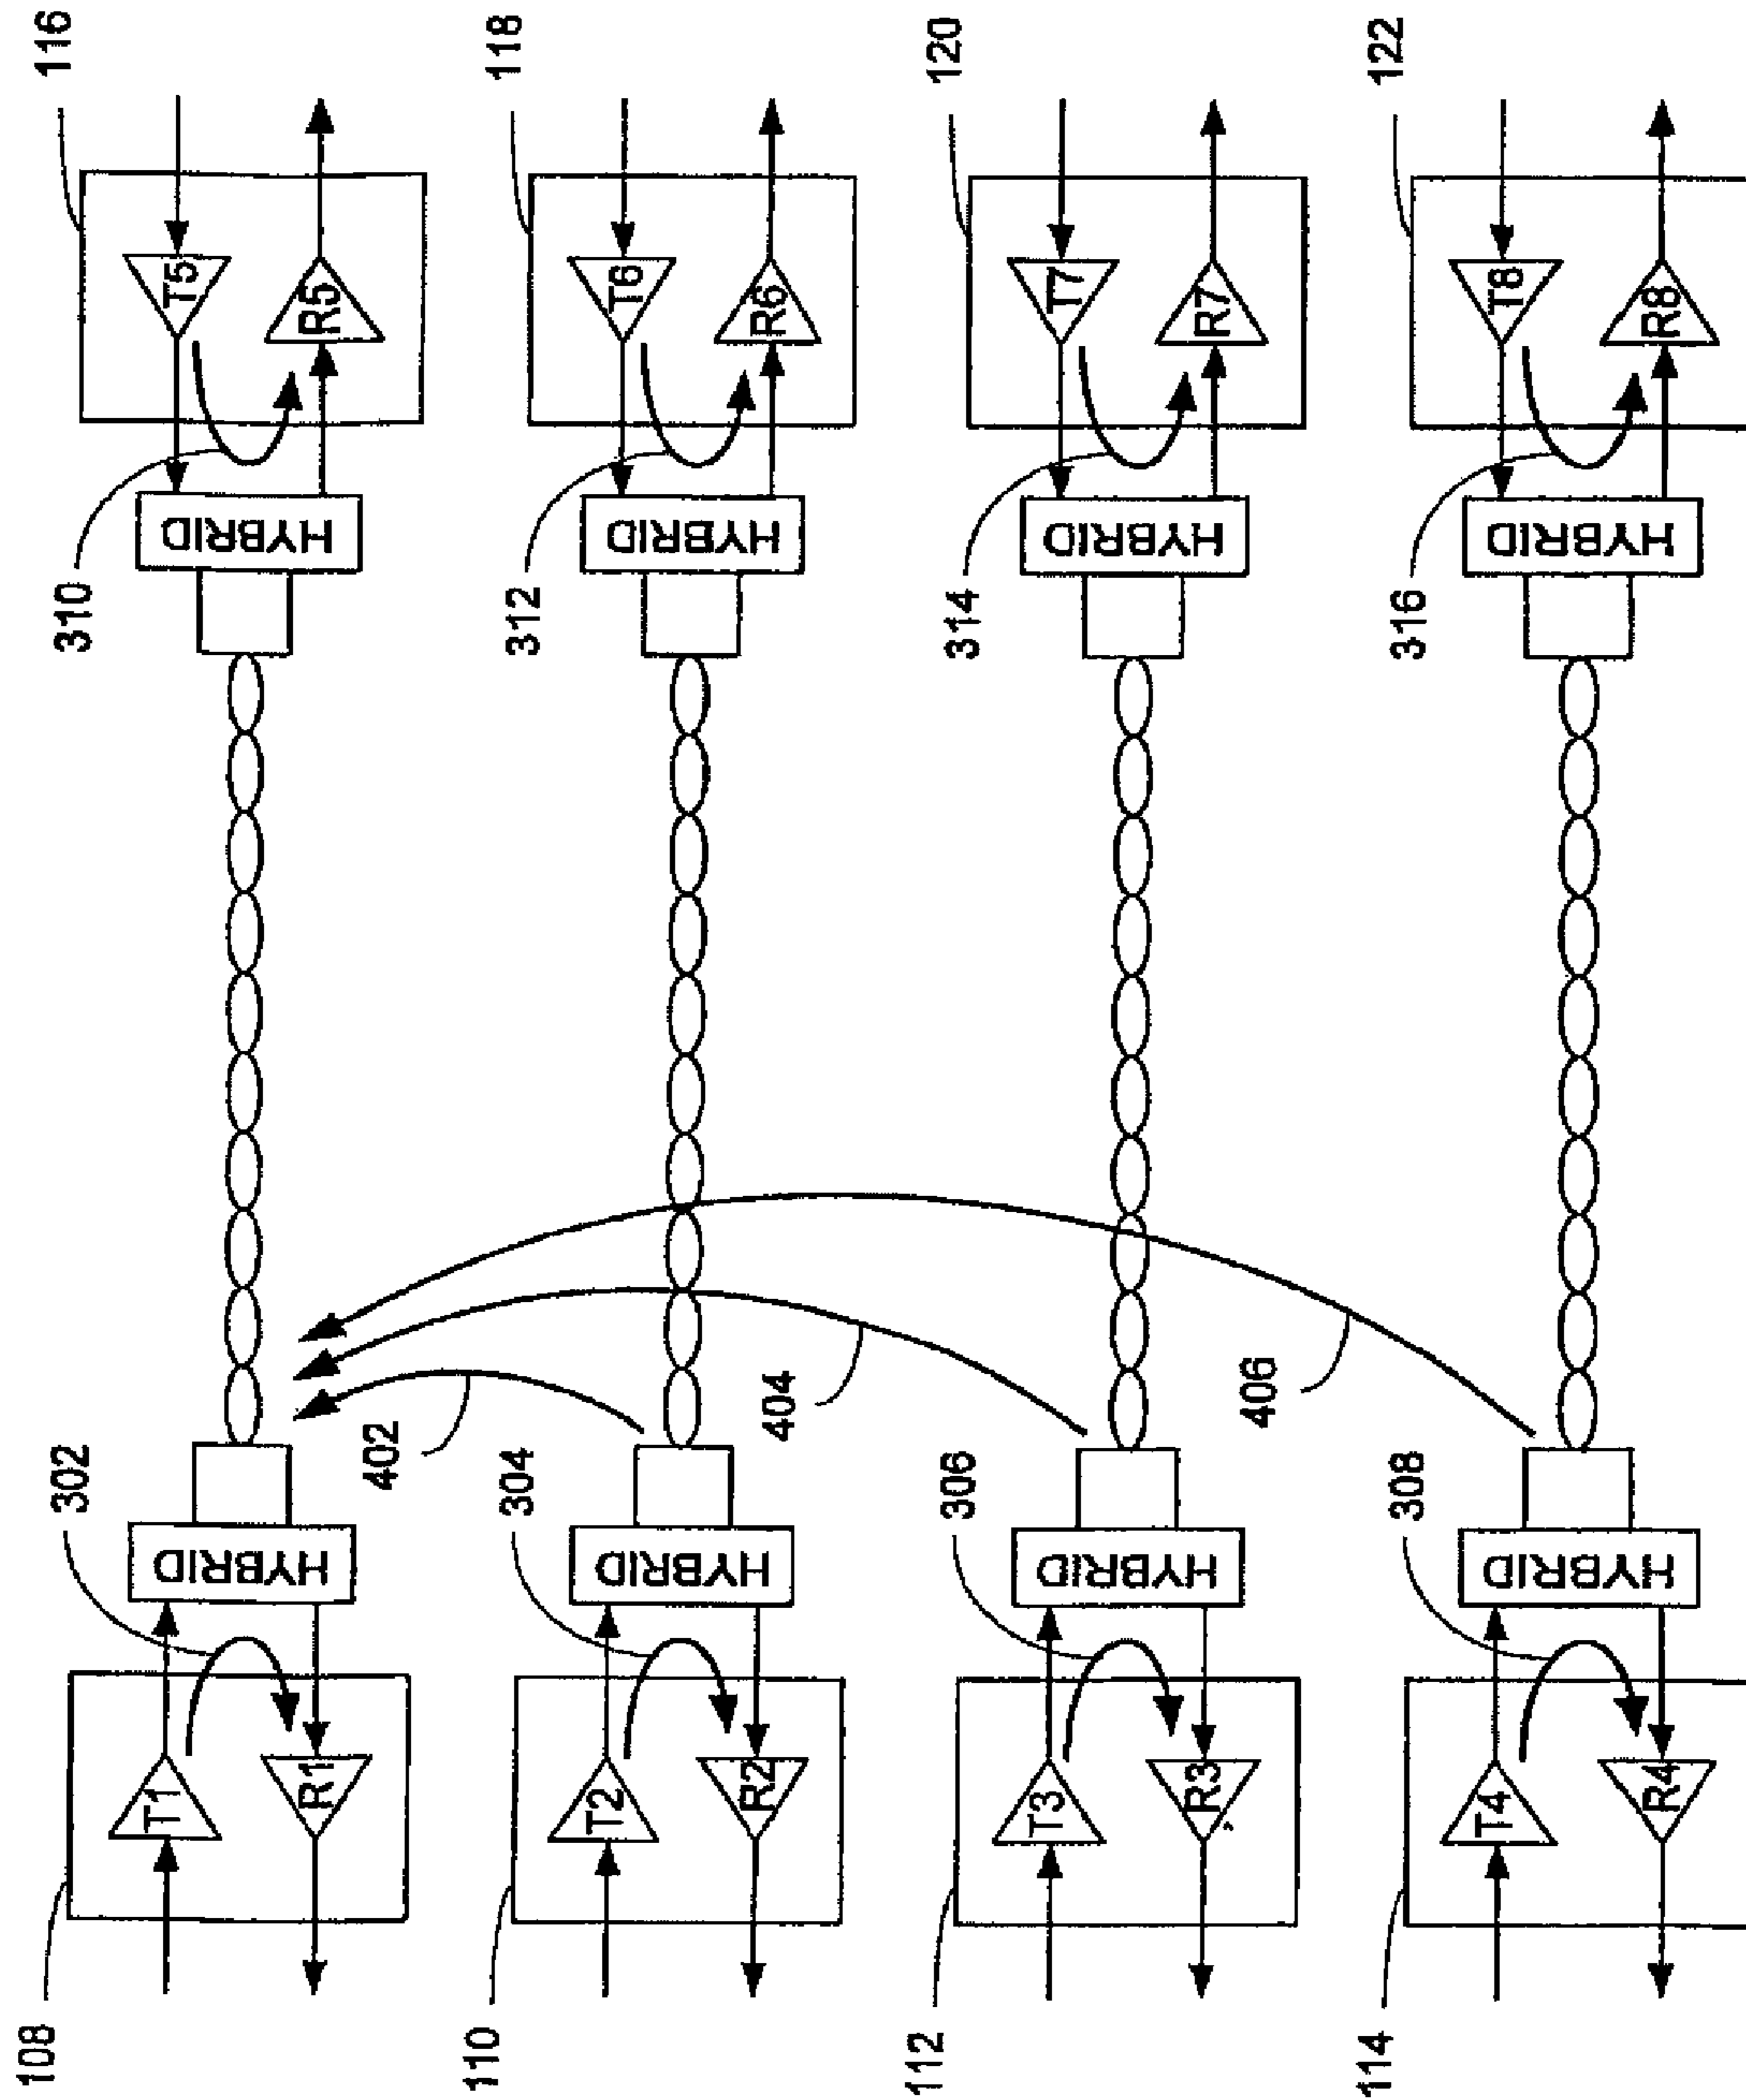 108 302 310 116
T1 HYBRID HYBRID T5
R1 R5
402
110 304 312 118
T2 HYBRID HYBRID T6
R2 R6
404
112 306 314 120
T3 HYBRID HYBRID T7
R3 R7
406
114 308 316 122
T4 HYBRID HYBRID T8
R4 R8